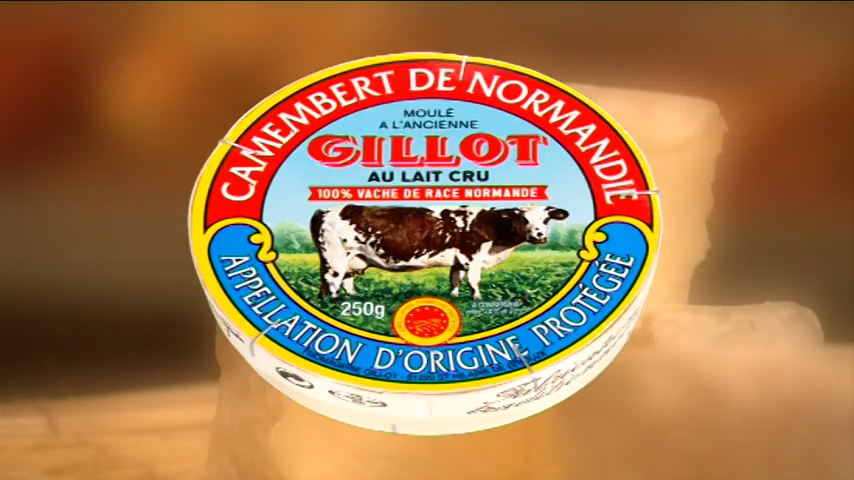 CAMEMBERT DE NORMANDIE
MOULÉ
A L'ANCIENNE
GILLOT
AU LAIT CRU
100% VACHE DE RACE NORMANDE
250g
APPELLATION D'ORIGINE PROTÉGÉE